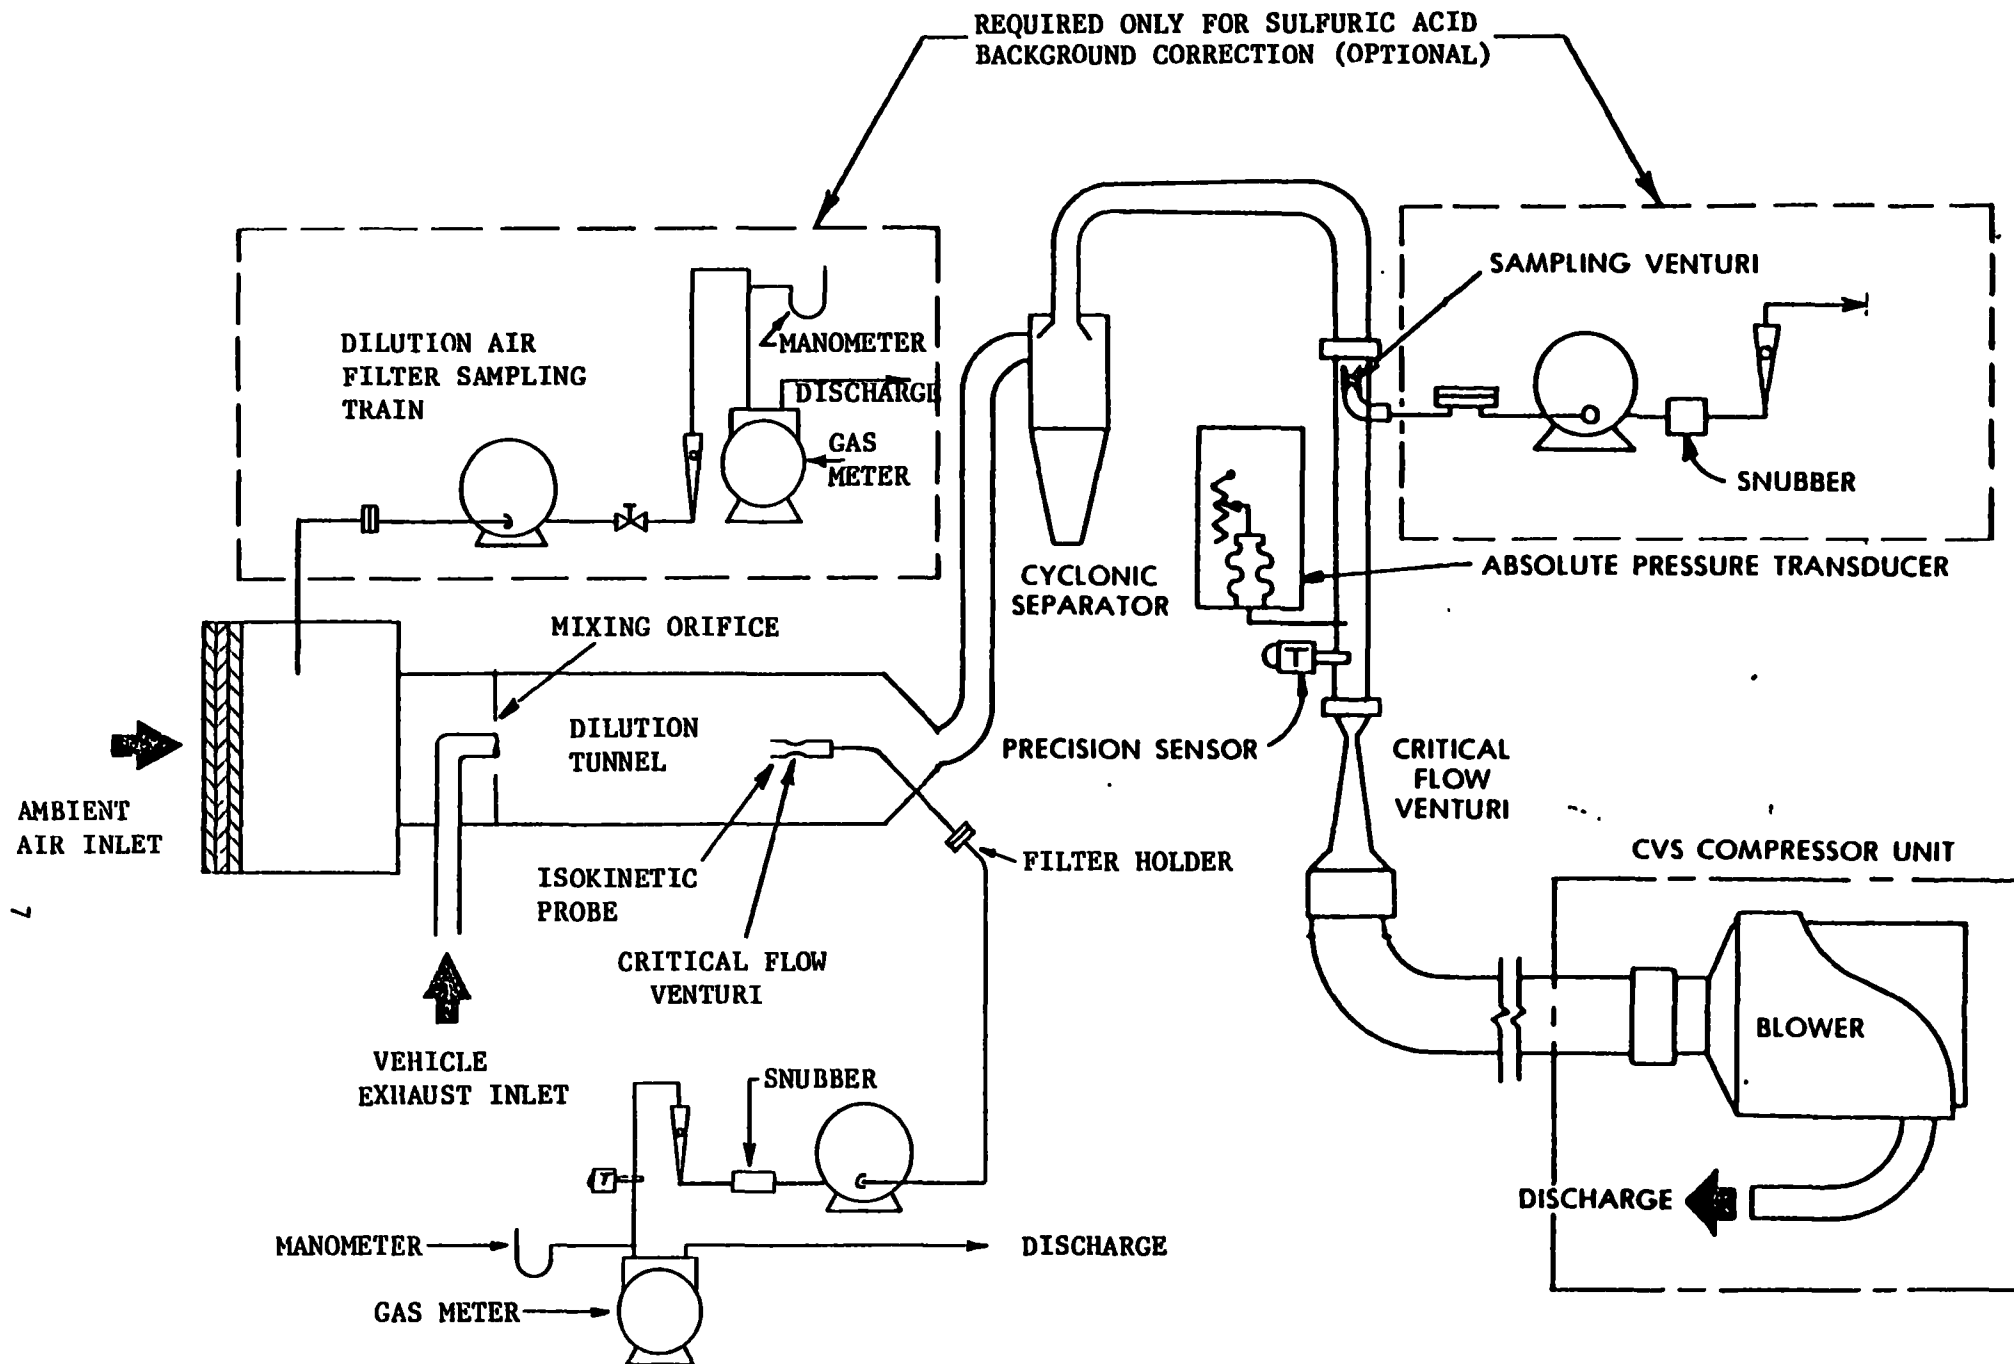 REQUIRED ONLY FOR SULFURIC ACID
BACKGROUND CORRECTION (OPTIONAL)
SAMPLING VENTURI
DILUTION AIR
FILTER SAMPLING
TRAIN
MANOMETER
DISCHARGE
GAS
METER
SNUBBER
CYCLONIC
SEPARATOR
ABSOLUTE PRESSURE TRANSDUCER
MIXING ORIFICE
T
DILUTION
TUNNEL
PRECISION SENSOR
CRITICAL
FLOW
VENTURI
AMBIENT
AIR INLET
ISOKINETIC
PROBE
FILTER HOLDER
CVS COMPRESSOR UNIT
7
CRITICAL FLOW
VENTURI
BLOWER
VEHICLE
EXHAUST INLET
SNUBBER
T
DISCHARGE
MANOMETER
DISCHARGE
GAS METER